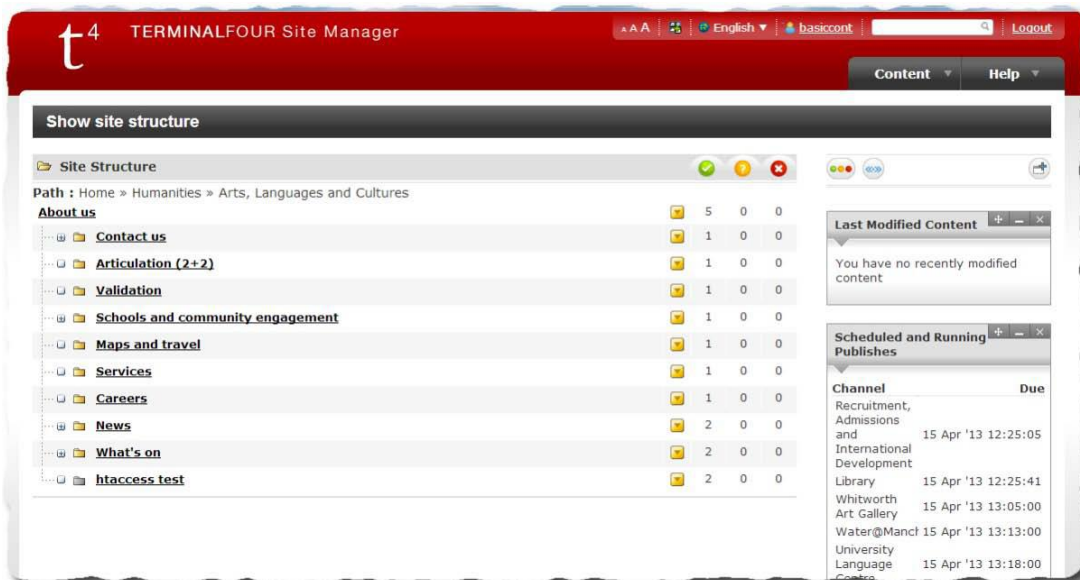 t4 TERMINALFOUR Site Manager
A A A English ▼ basiccont Logout
Content ▼ Help ▼
Show site structure
Site Structure
Path : Home » Humanities » Arts, Languages and Cultures
About us 5 0 0
Contact us 1 0 0
Articulation (2+2) 1 0 0
Validation 1 0 0
Schools and community engagement 1 0 0
Maps and travel 1 0 0
Services 1 0 0
Careers 1 0 0
News 2 0 0
What's on 2 0 0
htaccess test 2 0 0
Last Modified Content
You have no recently modified
content
Scheduled and Running
Publishes
Channel Due
Recruitment,
Admissions
and 15 Apr '13 12:25:05
International
Development
Library 15 Apr '13 12:25:41
Whitworth
Art Gallery 15 Apr '13 13:05:00
Water@Manch 15 Apr '13 13:13:00
University
Language 15 Apr '13 13:18:00
Centre